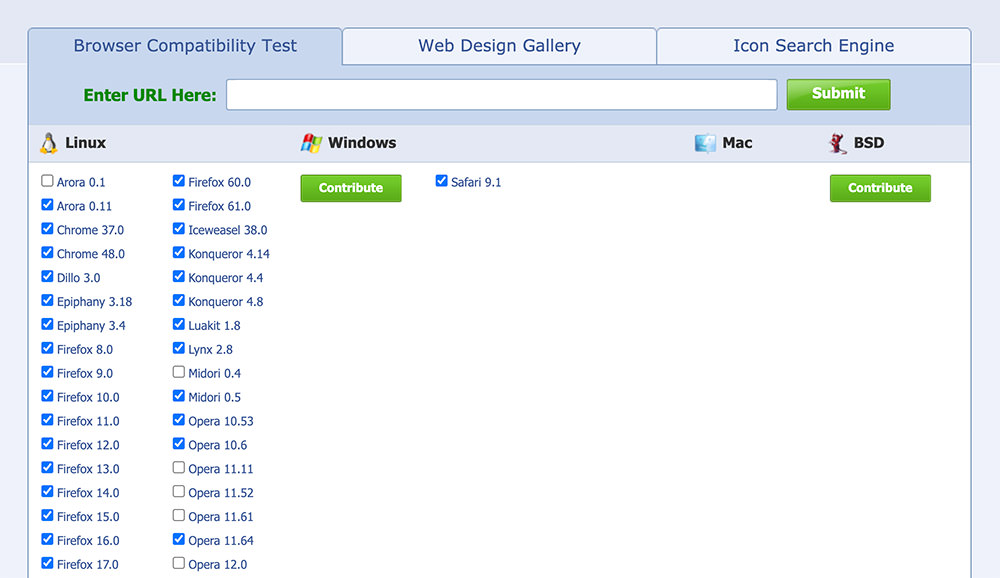 Browser Compatibility Test
Web Design Gallery
Icon Search Engine
Enter URL Here:
Submit
Linux
Windows
Mac
BSD
Arora 0.1
Arora 0.11
Chrome 37.0
Chrome 48.0
Dillo 3.0
Epiphany 3.18
Epiphany 3.4
Firefox 8.0
Firefox 9.0
Firefox 10.0
Firefox 11.0
Firefox 12.0
Firefox 13.0
Firefox 14.0
Firefox 15.0
Firefox 16.0
Firefox 17.0
Firefox 60.0
Firefox 61.0
Iceweasel 38.0
Konqueror 4.14
Konqueror 4.4
Konqueror 4.8
Luakit 1.8
Lynx 2.8
Midori 0.4
Midori 0.5
Opera 10.53
Opera 10.6
Opera 11.11
Opera 11.52
Opera 11.61
Opera 11.64
Opera 12.0
Contribute
Safari 9.1
Contribute